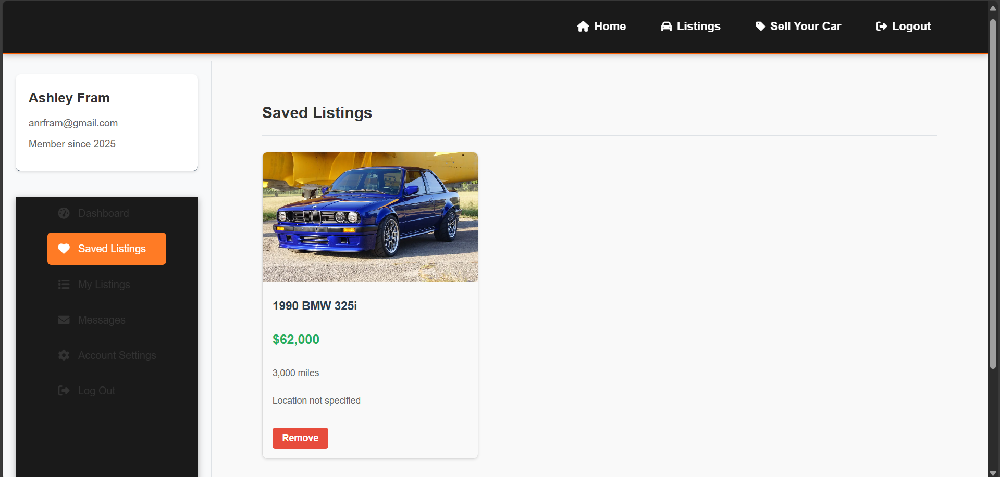 Home
Listings
Sell Your Car
Logout
Ashley Fram
anrfram@gmail.com
Member since 2025
Dashboard
Saved Listings
My Listings
Messages
Account Settings
Log Out
Saved Listings
1990 BMW 325i
$62,000
3,000 miles
Location not specified
Remove